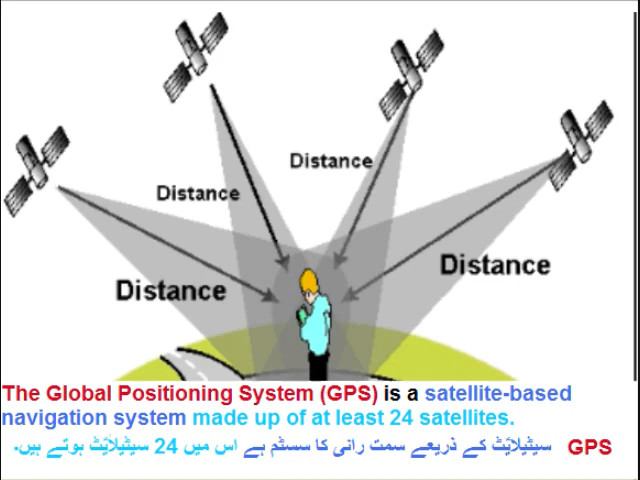 Distance
Distance
Distance
Distance
The Global Positioning System (GPS) is a satellite-based
navigation system made up of at least 24 satellites.
GPS سیٹیلائٹ کے ذریعے سمت رانی کا سسٹم ہے اس میں 24 سیٹیلائٹ ہوتے ہیں۔